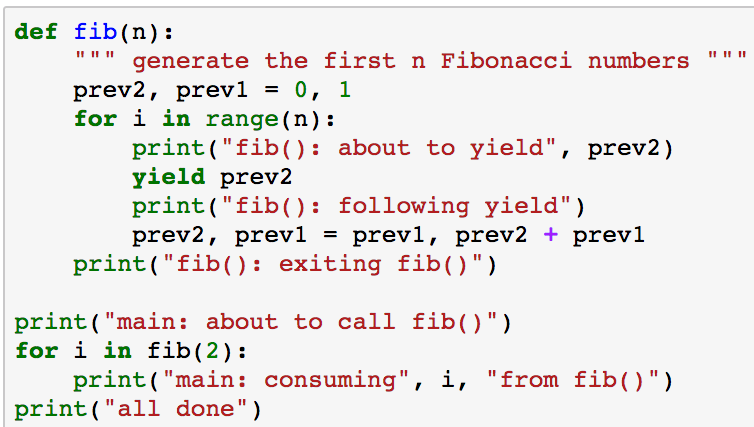 def fib(n):
    """ generate the first n Fibonacci numbers """
    prev2, prev1 = 0, 1
    for i in range(n):
        print("fib(): about to yield", prev2)
        yield prev2
        print("fib(): following yield")
        prev2, prev1 = prev1, prev2 + prev1
    print("fib(): exiting fib()")

print("main: about to call fib()")
for i in fib(2):
    print("main: consuming", i, "from fib()")
print("all done")